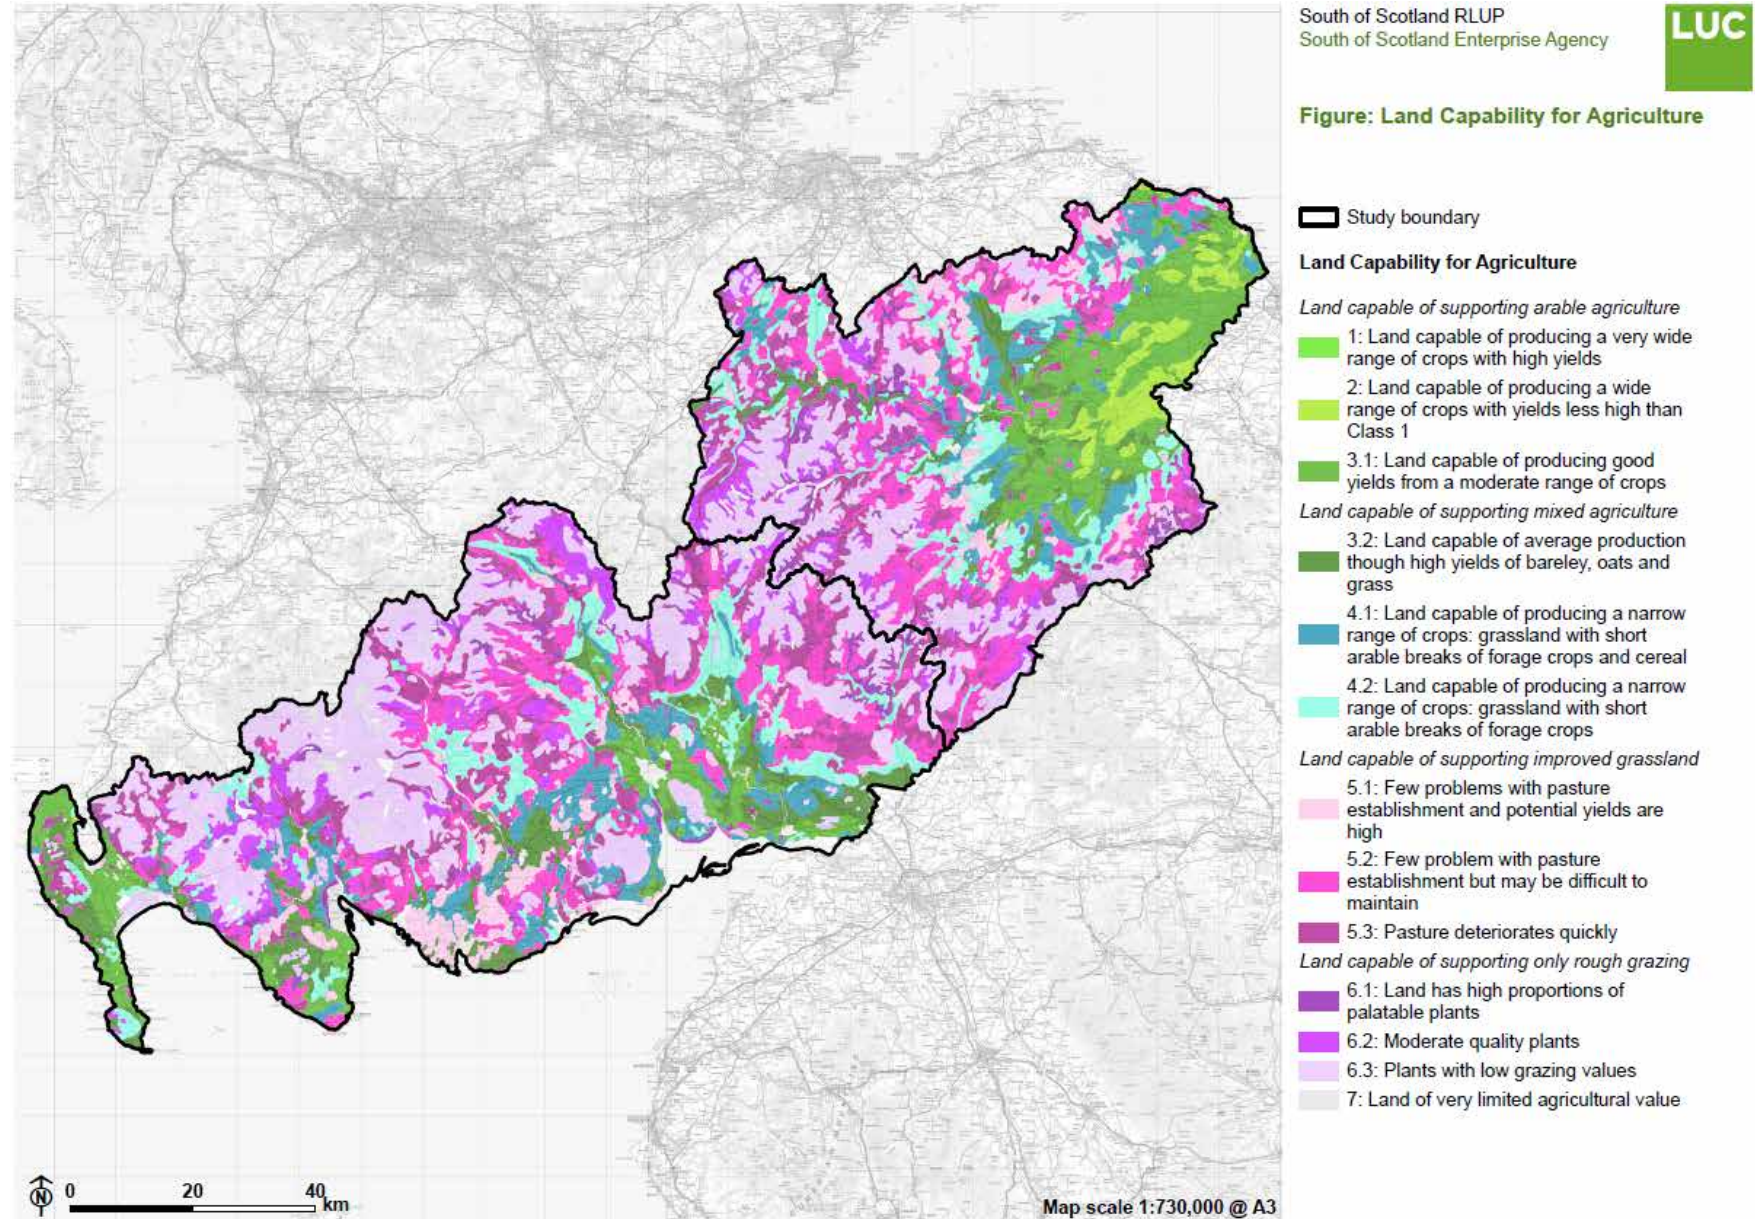 South of Scotland RLUP
South of Scotland Enterprise Agency
LUC
Figure: Land Capability for Agriculture
Study boundary
Land Capability for Agriculture
Land capable of supporting arable agriculture
1: Land capable of producing a very wide
range of crops with high yields
2: Land capable of producing a wide
range of crops with yields less high than
Class 1
3.1: Land capable of producing good
yields from a moderate range of crops
Land capable of supporting mixed agriculture
3.2: Land capable of average production
though high yields of bareley, oats and
grass
4.1: Land capable of producing a narrow
range of crops: grassland with short
arable breaks of forage crops and cereal
4.2: Land capable of producing a narrow
range of crops: grassland with short
arable breaks of forage crops
Land capable of supporting improved grassland
5.1: Few problems with pasture
establishment and potential yields are
high
5.2: Few problem with pasture
establishment but may be difficult to
maintain
5.3: Pasture deteriorates quickly
Land capable of supporting only rough grazing
6.1: Land has high proportions of
palatable plants
6.2: Moderate quality plants
6.3: Plants with low grazing values
7: Land of very limited agricultural value
N
0 20 40
km
Map scale 1:730,000 @ A3